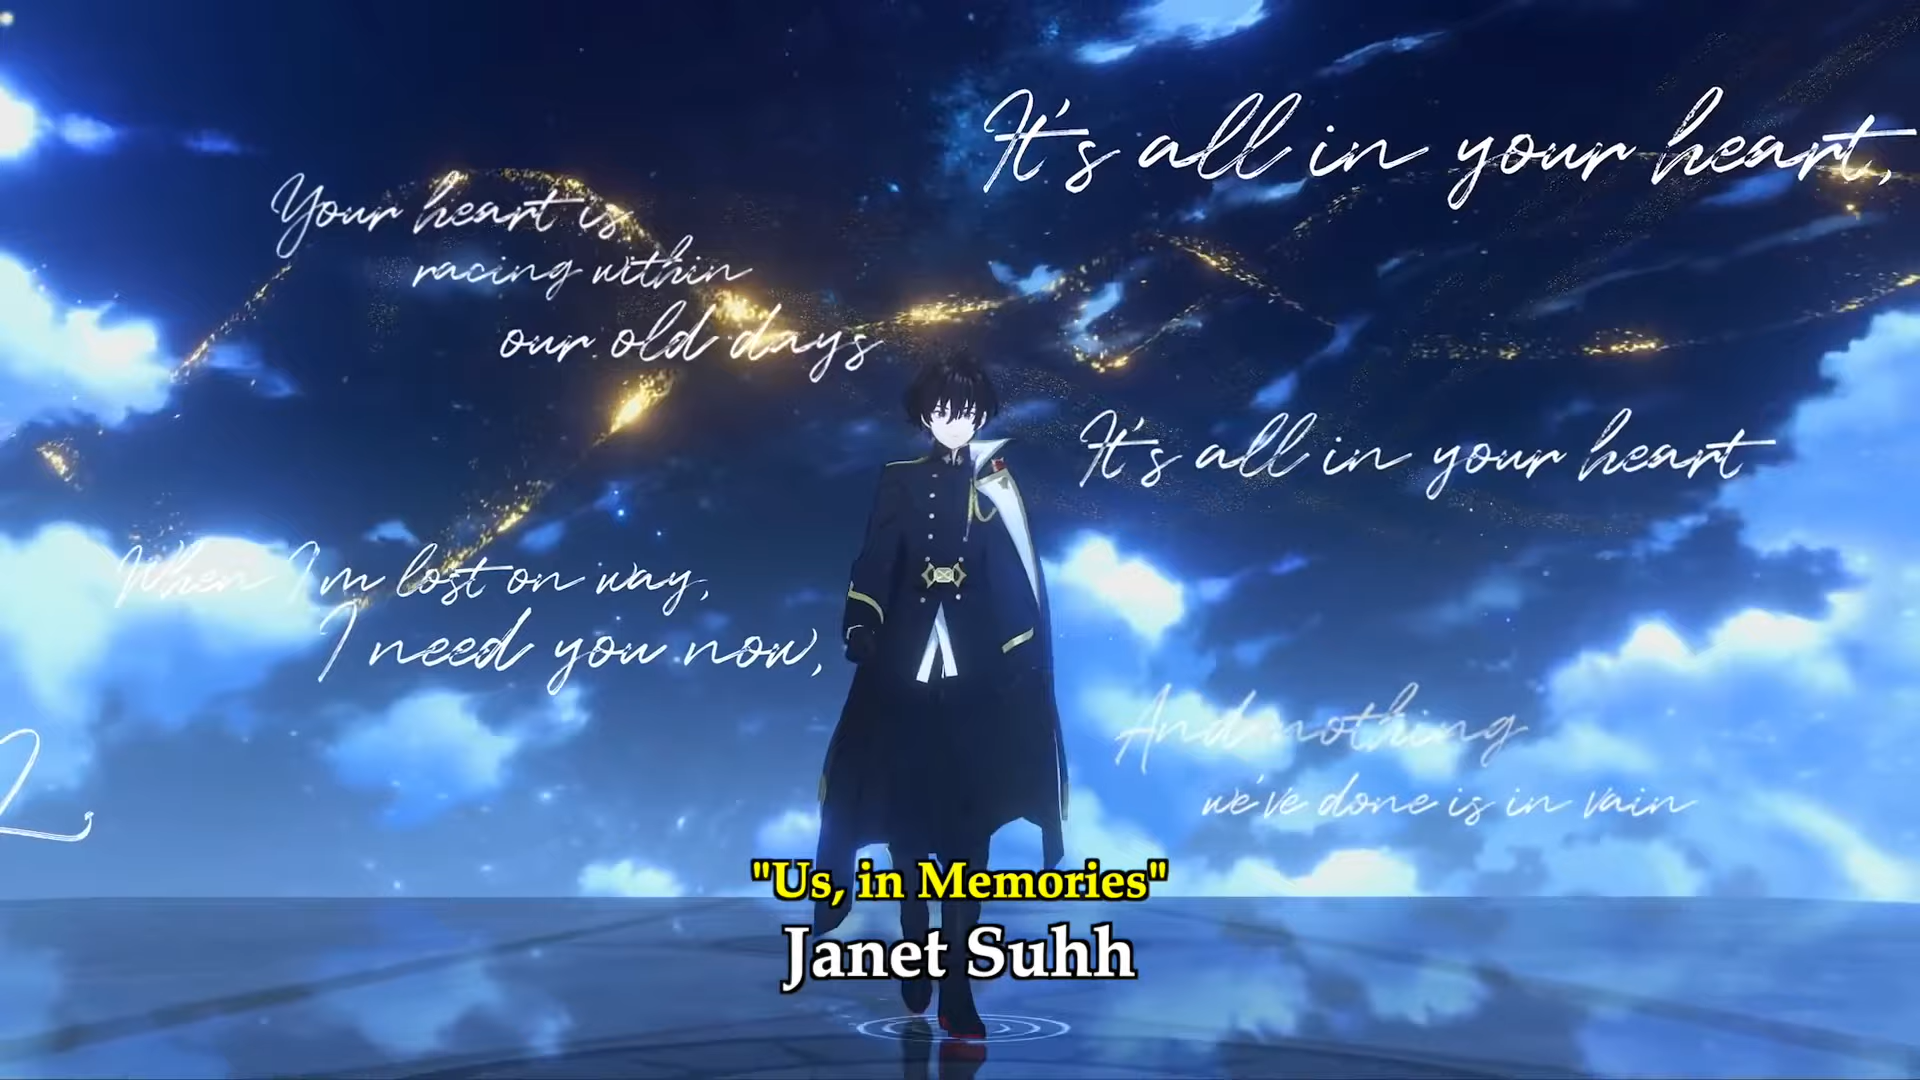 Your heart is
racing within
our old days
When I'm lost on way,
I need you now,
It's all in your heart,
It's all in your heart
And nothing
we've done is in vain
"Us, in Memories"
Janet Suhh